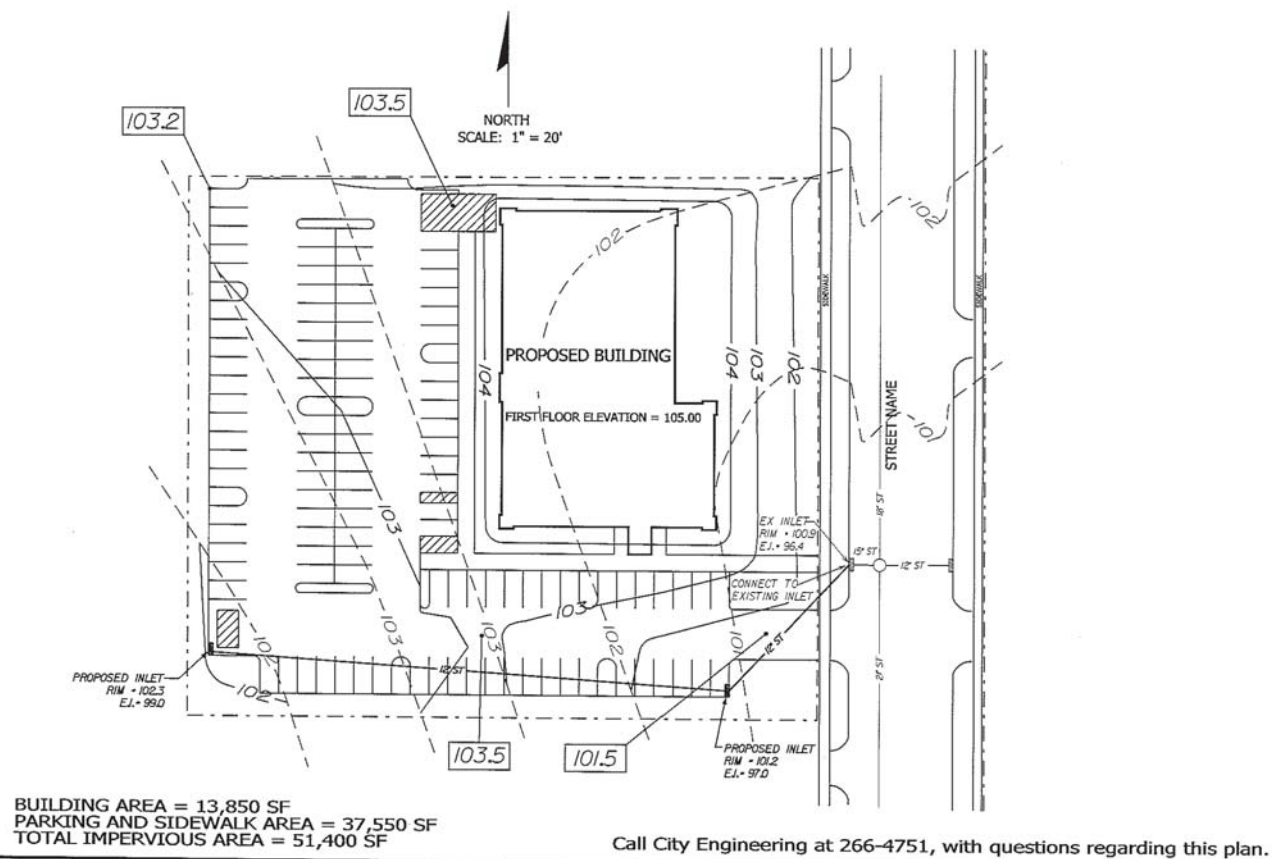 103.2
103.5
NORTH
SCALE: 1" = 20'
102
102
PROPOSED BUILDING
104
104
103
102
SIDEWALK
SIDEWALK
FIRST FLOOR ELEVATION = 105.00
STREET NAME
101
103
18" ST
EX INLET
RIM = 100.9
E.I.= 96.4
15" ST
12" ST
CONNECT TO
EXISTING INLET
103
102
103
103
102
101
12" ST
12" ST
21" ST
PROPOSED INLET
RIM = 102.3
E.I.= 99.0
102
103.5
101.5
PROPOSED INLET
RIM = 101.2
E.I.= 97.0
BUILDING AREA = 13,850 SF
PARKING AND SIDEWALK AREA = 37,550 SF
TOTAL IMPERVIOUS AREA = 51,400 SF
Call City Engineering at 266-4751, with questions regarding this plan.